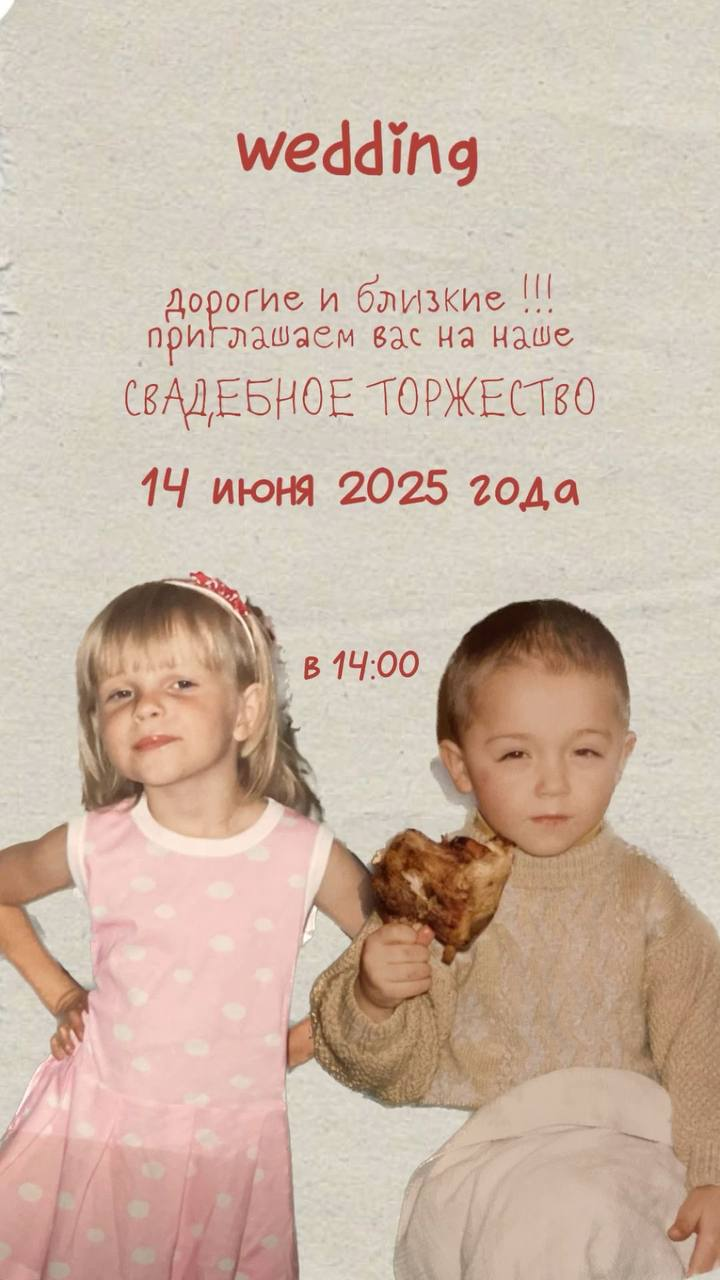 wedding
дорогие и близкие !!!
приглашаем вас на наше
СВАДЕБНОЕ ТОРЖЕСТВО
14 июня 2025 года
в 14:00